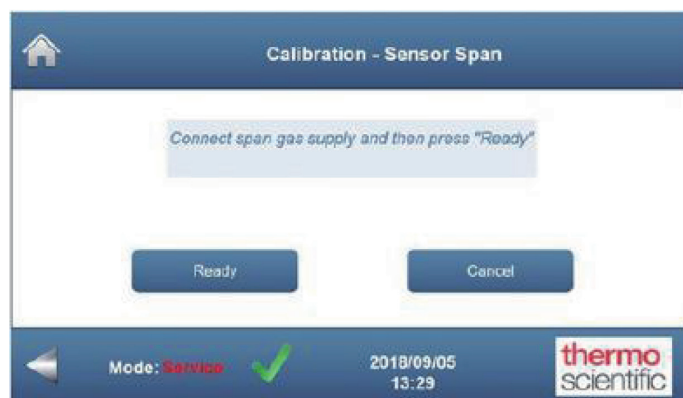 Calibration - Sensor Span
Connect span gas supply and then press "Ready"
Ready
Cancel
Mode: Service
2018/09/05
13:29
thermo
scientific